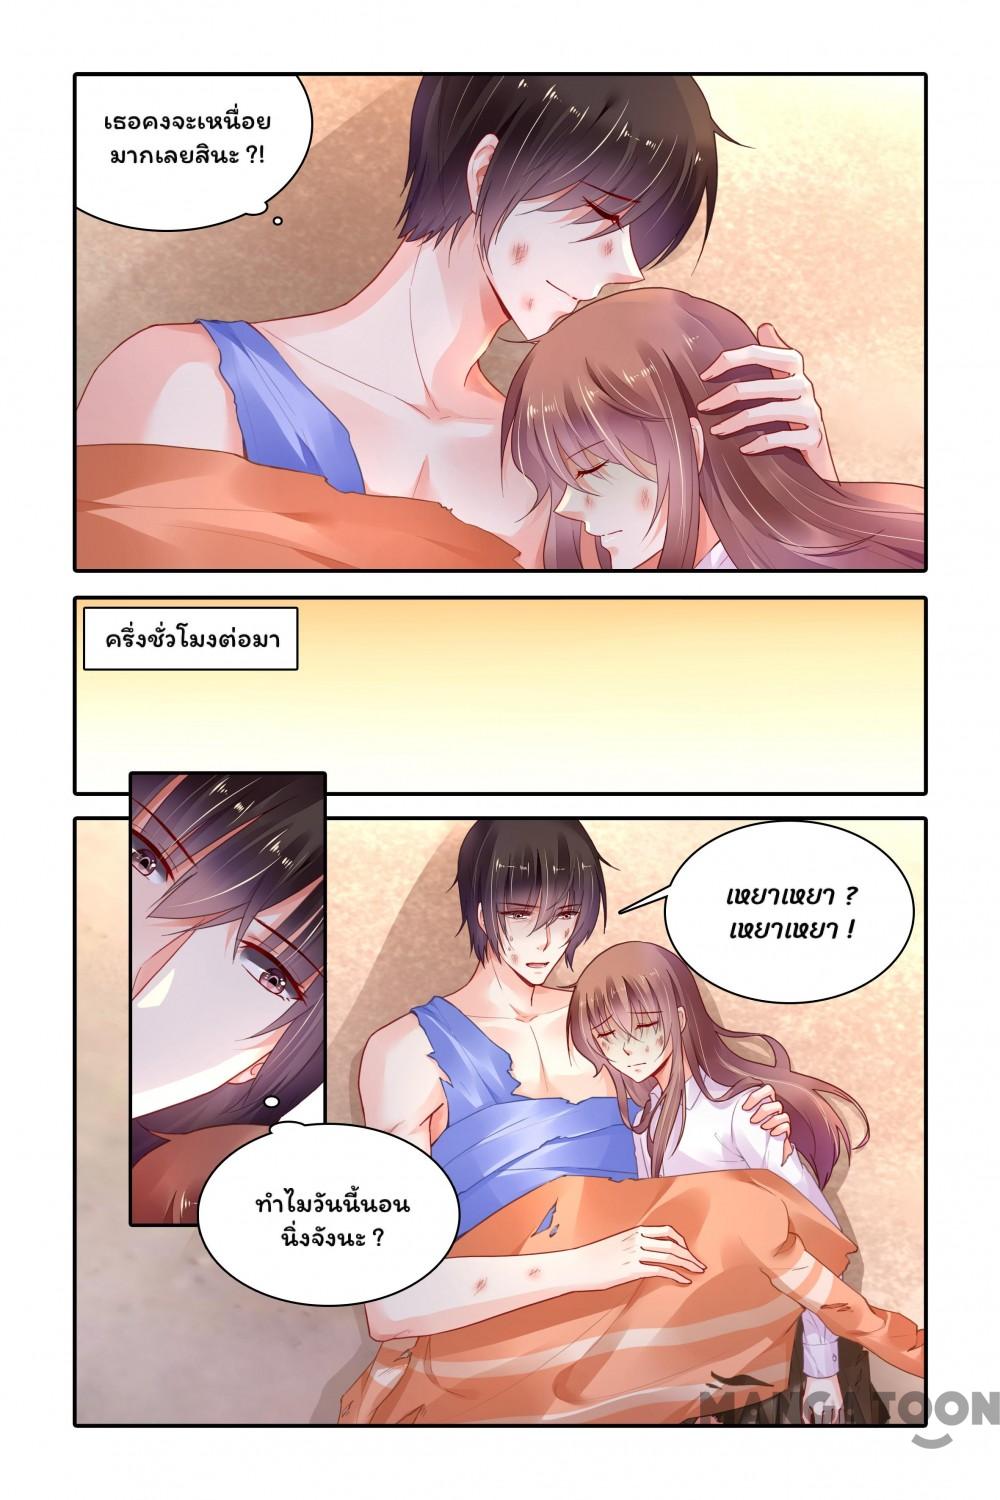 เธอคงจะเหนื่อย
มากเลยสินะ ?!
ครึ่งชั่วโมงต่อมา
เหยาเหยา ?
เหยาเหยา !
ทำไมวันนี้นอน
นิ่งจังนะ ?
MANGATOON